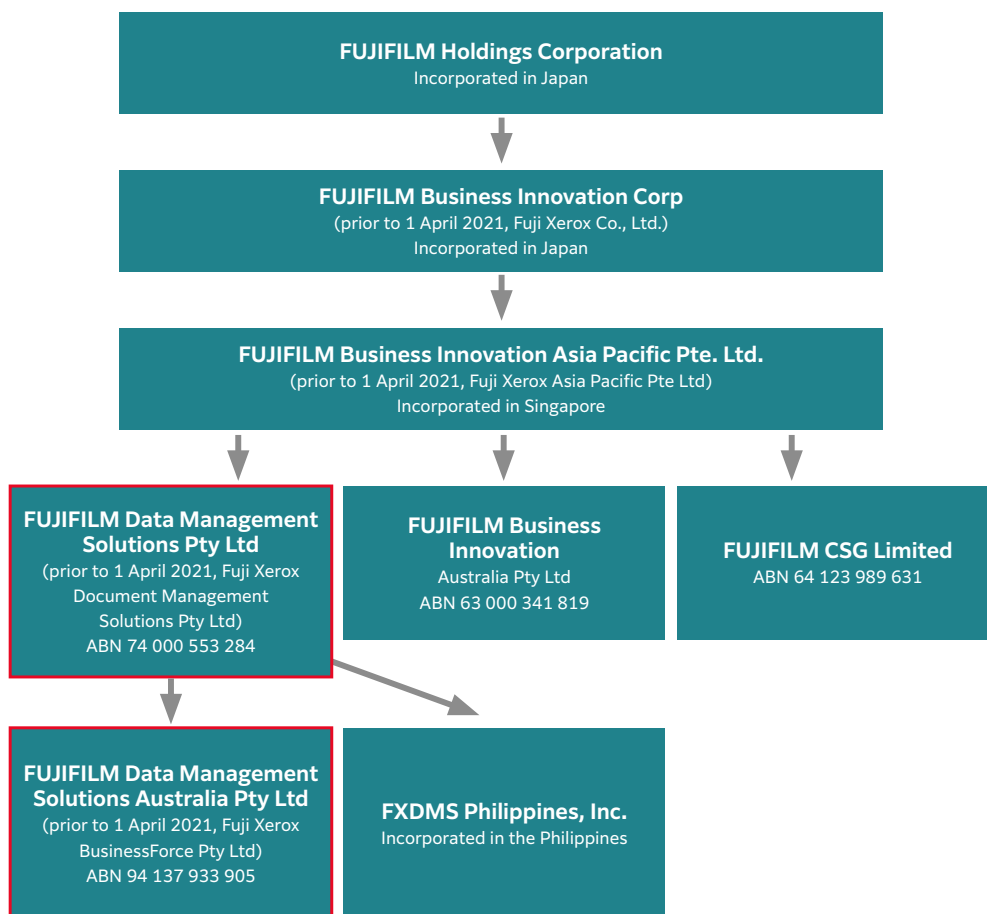 FUJIFILM Holdings Corporation
Incorporated in Japan
FUJIFILM Business Innovation Corp
(prior to 1 April 2021, Fuji Xerox Co., Ltd.)
Incorporated in Japan
FUJIFILM Business Innovation Asia Pacific Pte. Ltd.
(prior to 1 April 2021, Fuji Xerox Asia Pacific Pte Ltd)
Incorporated in Singapore
FUJIFILM Data Management
Solutions Pty Ltd
(prior to 1 April 2021, Fuji Xerox
Document Management
Solutions Pty Ltd)
ABN 74 000 553 284
FUJIFILM Business
Innovation
Australia Pty Ltd
ABN 63 000 341 819
FUJIFILM CSG Limited
ABN 64 123 989 631
FUJIFILM Data Management
Solutions Australia Pty Ltd
(prior to 1 April 2021, Fuji Xerox
BusinessForce Pty Ltd)
ABN 94 137 933 905
FXDMS Philippines, Inc.
Incorporated in the Philippines